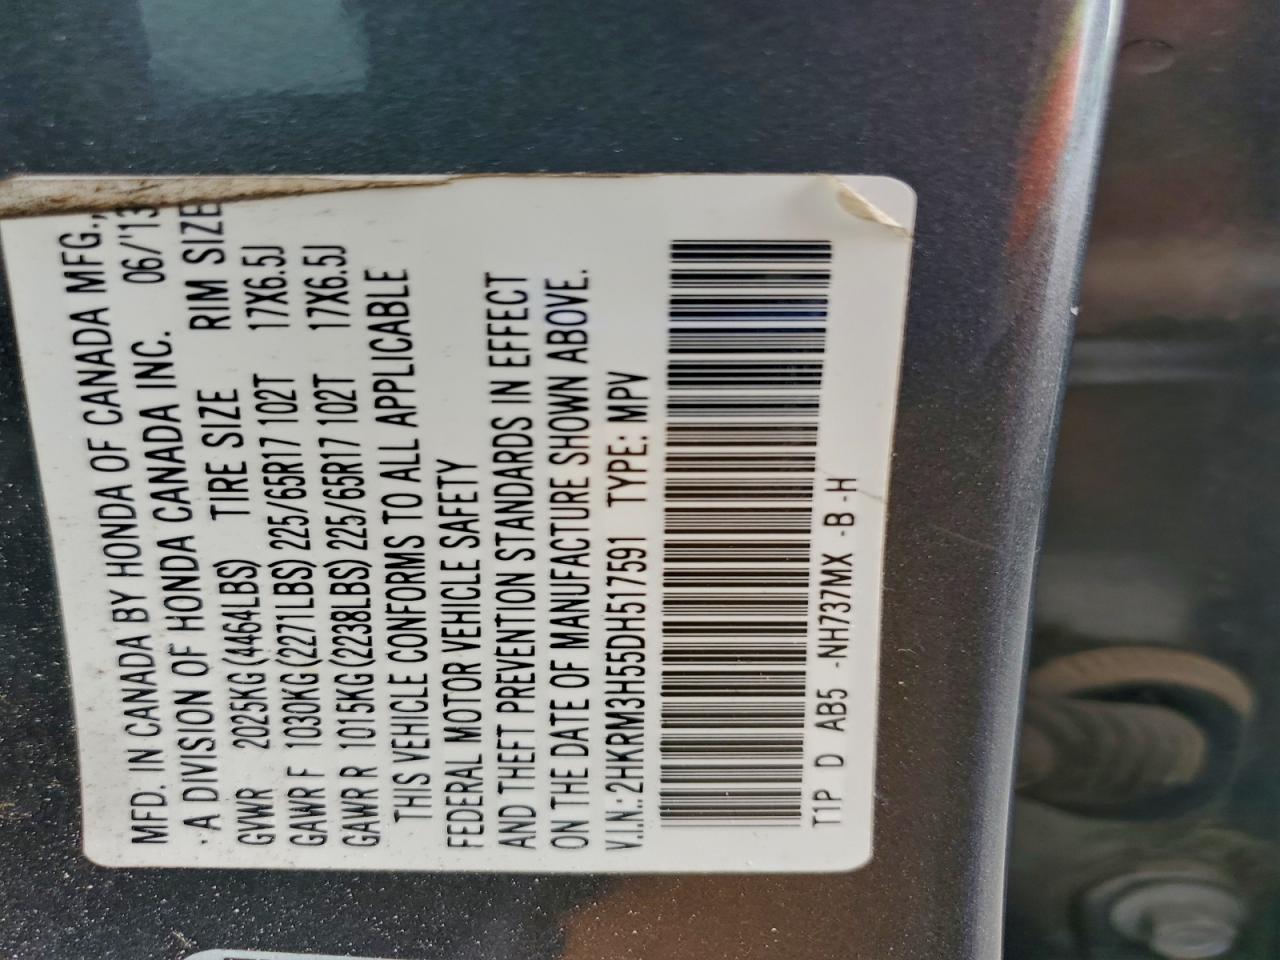 MFD. IN CANADA BY HONDA OF CANADA MFG.,
A DIVISION OF HONDA CANADA INC. 06/'13
GVWR 2025KG(4464LBS) TIRE SIZE RIM SIZE
GAWR F 1030KG(2271LBS) 225/65R17 102T 17X6.5J
GAWR R 1015KG(2238LBS) 225/65R17 102T 17X6.5J
THIS VEHICLE CONFORMS TO ALL APPLICABLE
FEDERAL MOTOR VEHICLE SAFETY
AND THEFT PREVENTION STANDARDS IN EFFECT
ON THE DATE OF MANUFACTURE SHOWN ABOVE.
V.I.N.: 2HKRM3H55DH517591 TYPE: MPV
T1P D AB5 -NH737MX -B-H